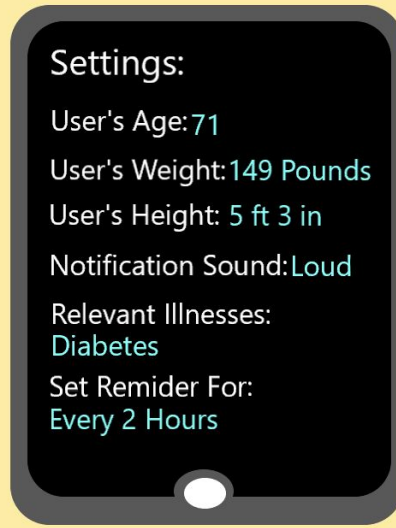 Settings:
User's Age: 71
User's Weight: 149 Pounds
User's Height: 5 ft 3 in
Notification Sound: Loud
Relevant Illnesses:
Diabetes
Set Remider For:
Every 2 Hours